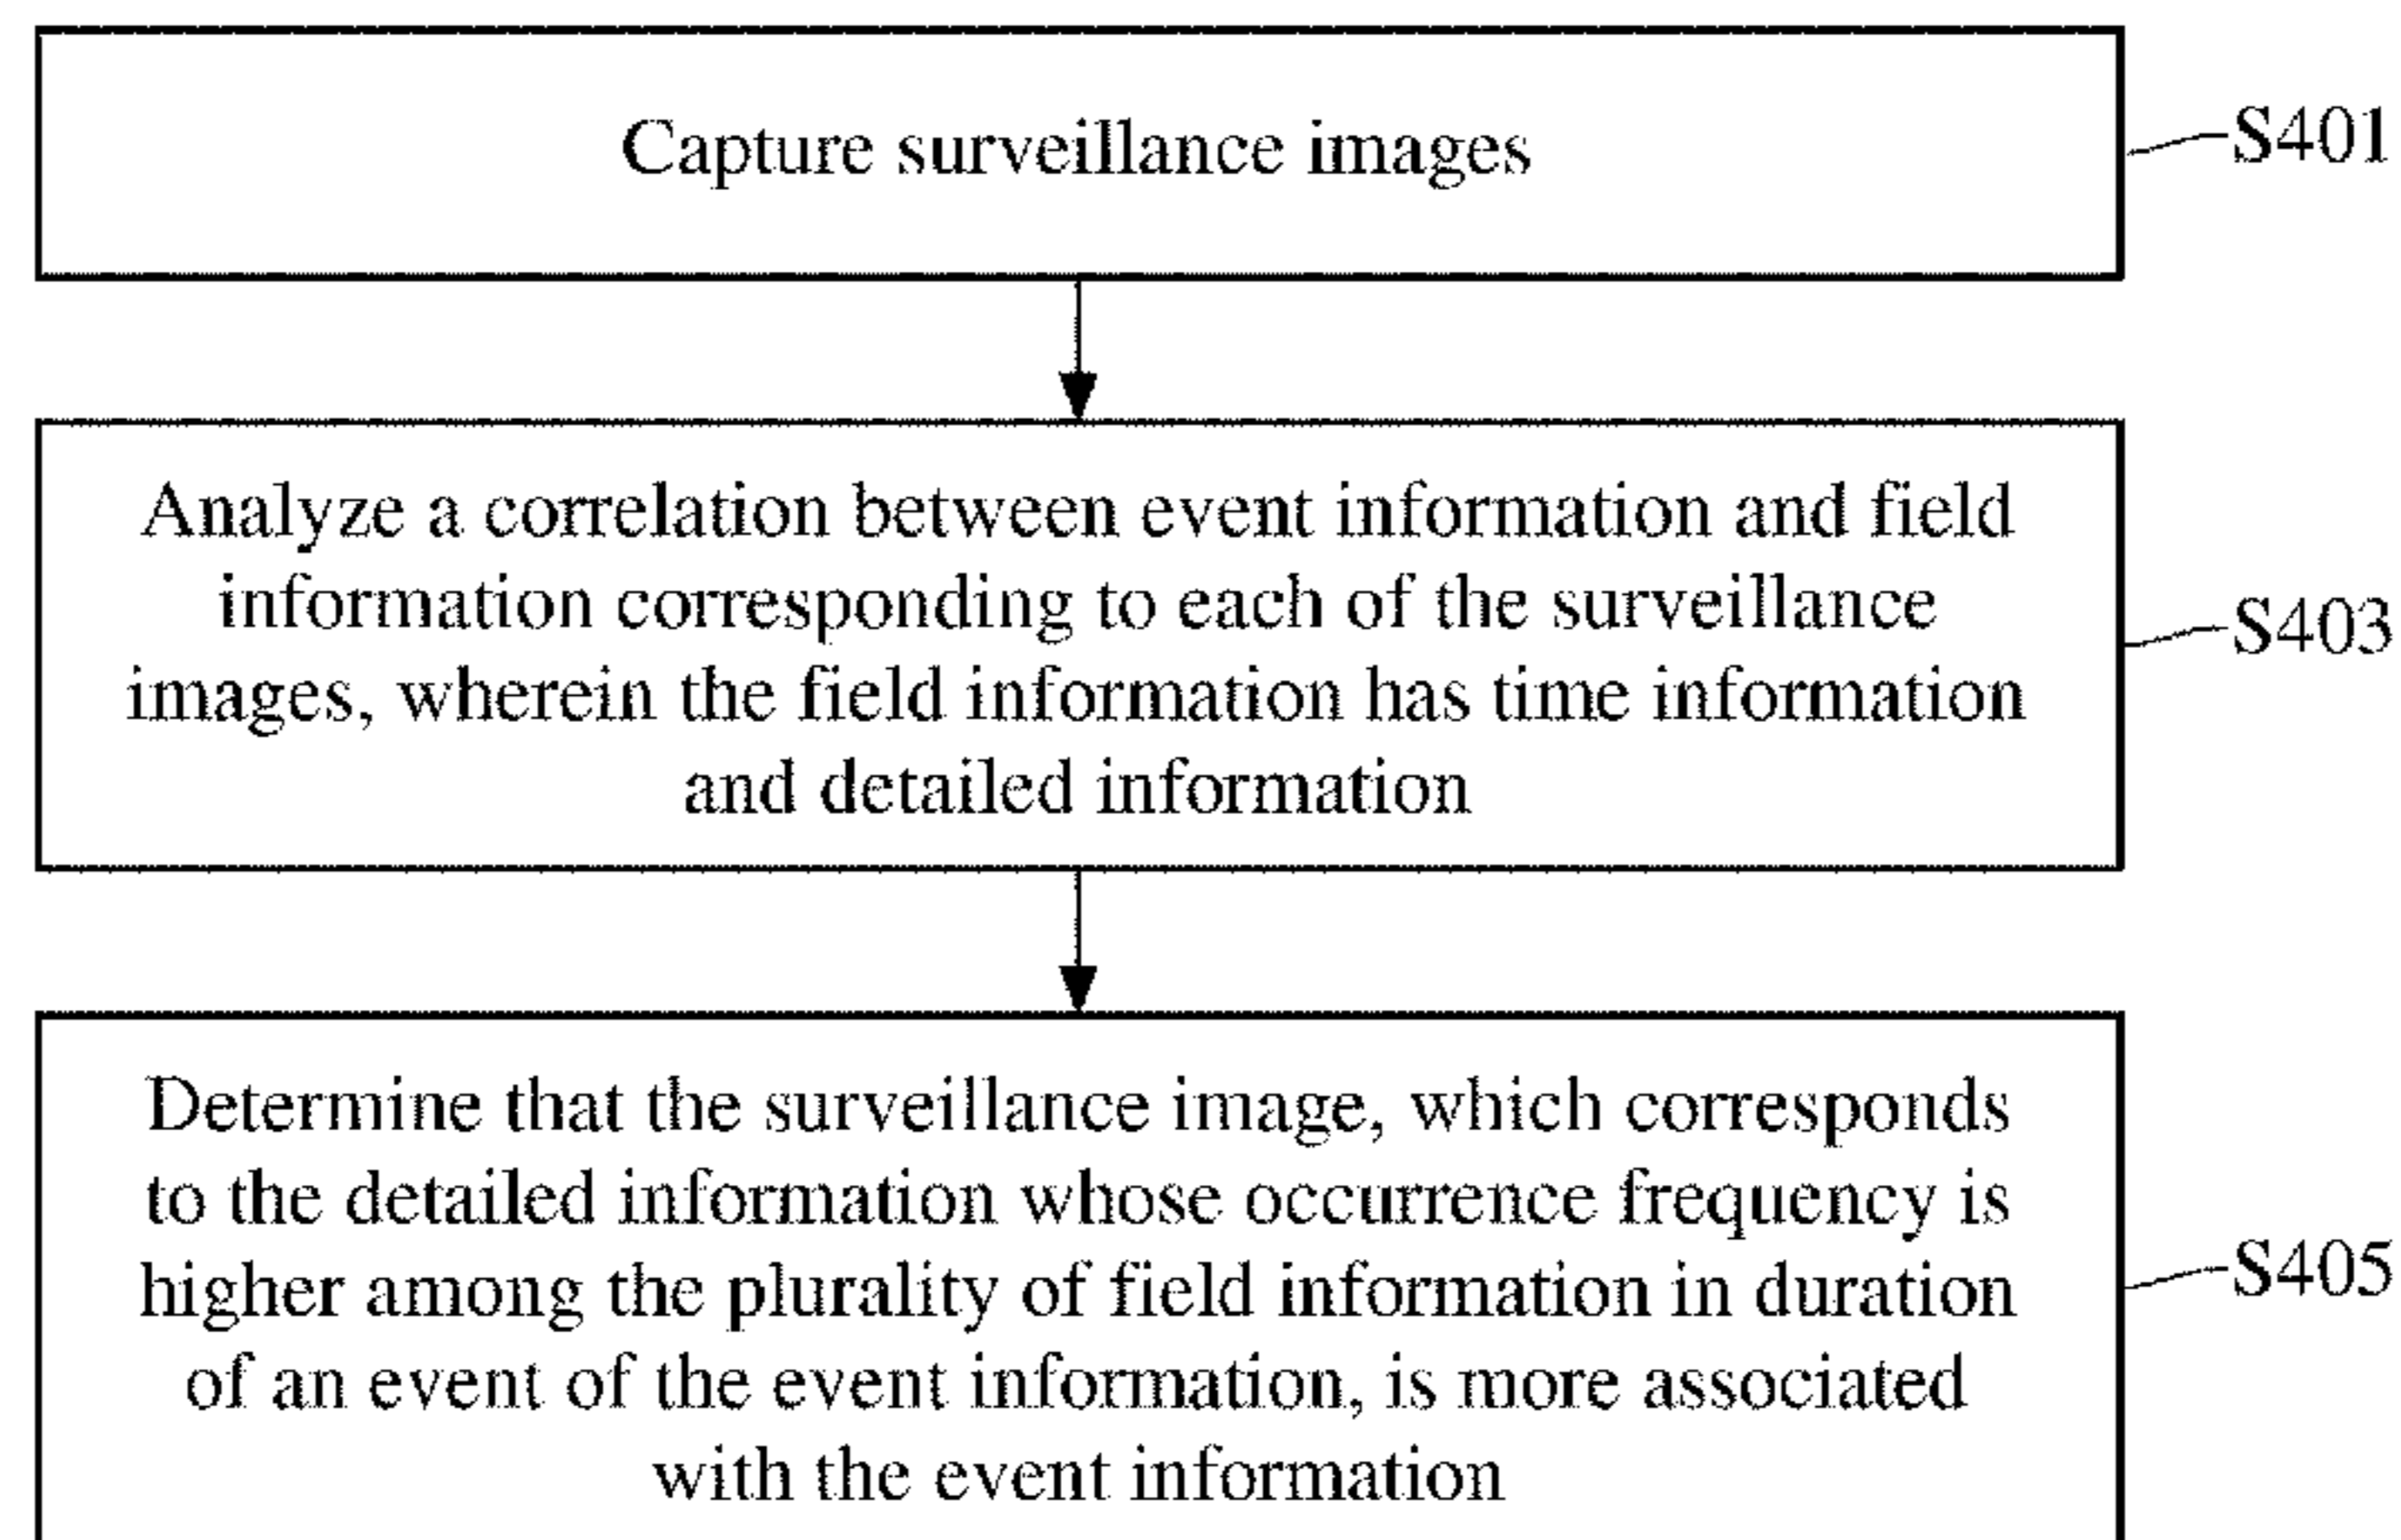 Capture surveillance images
S401
Analyze a correlation between event information and field
information corresponding to each of the surveillance
images, wherein the field information has time information
and detailed information
S403
Determine that the surveillance image, which corresponds
to the detailed information whose occurrence frequency is
higher among the plurality of field information in duration
of an event of the event information, is more associated
with the event information
S405